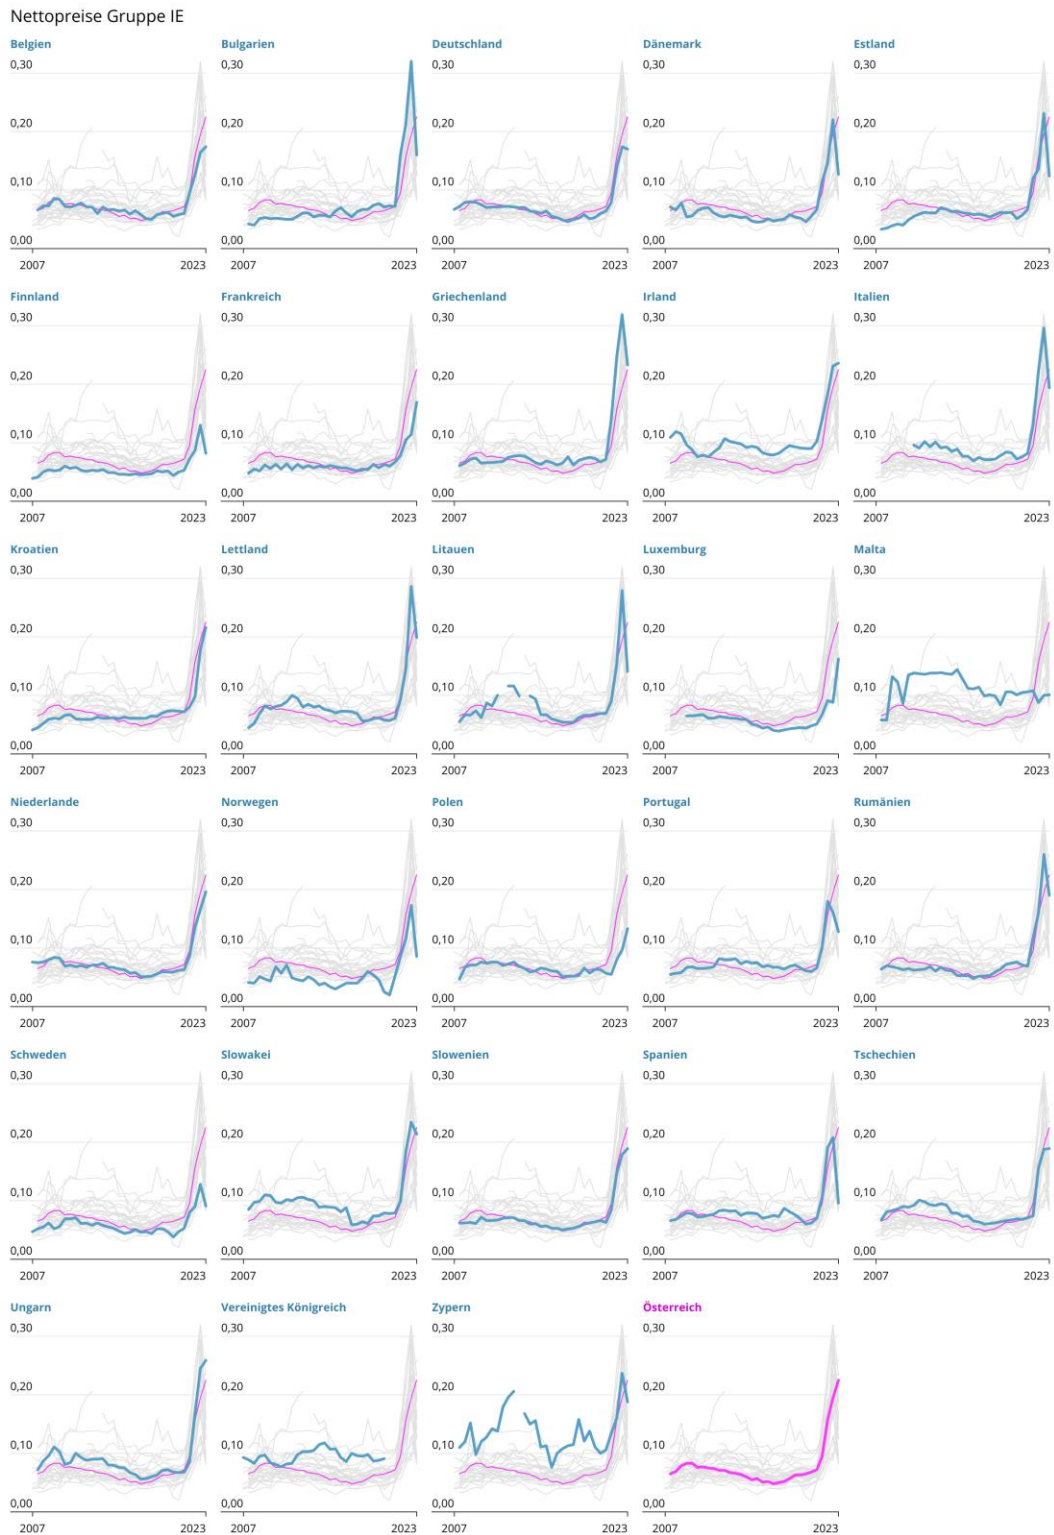 Nettopreise Gruppe IE
Belgien Bulgarien Deutschland Dänemark Estland
0,30 0,30 0,30 0,30 0,30
0,20 0,20 0,20 0,20 0,20
0,10 0,10 0,10 0,10 0,10
0,00 0,00 0,00 0,00 0,00
2007 2023 2007 2023 2007 2023 2007 2023 2007 2023
Finnland Frankreich Griechenland Irland Italien
0,30 0,30 0,30 0,30 0,30
0,20 0,20 0,20 0,20 0,20
0,10 0,10 0,10 0,10 0,10
0,00 0,00 0,00 0,00 0,00
2007 2023 2007 2023 2007 2023 2007 2023 2007 2023
Kroatien Lettland Litauen Luxemburg Malta
0,30 0,30 0,30 0,30 0,30
0,20 0,20 0,20 0,20 0,20
0,10 0,10 0,10 0,10 0,10
0,00 0,00 0,00 0,00 0,00
2007 2023 2007 2023 2007 2023 2007 2023 2007 2023
Niederlande Norwegen Polen Portugal Rumänien
0,30 0,30 0,30 0,30 0,30
0,20 0,20 0,20 0,20 0,20
0,10 0,10 0,10 0,10 0,10
0,00 0,00 0,00 0,00 0,00
2007 2023 2007 2023 2007 2023 2007 2023 2007 2023
Schweden Slowakei Slowenien Spanien Tschechien
0,30 0,30 0,30 0,30 0,30
0,20 0,20 0,20 0,20 0,20
0,10 0,10 0,10 0,10 0,10
0,00 0,00 0,00 0,00 0,00
2007 2023 2007 2023 2007 2023 2007 2023 2007 2023
Ungarn Vereinigtes Königreich Zypern Österreich
0,30 0,30 0,30 0,30
0,20 0,20 0,20 0,20
0,10 0,10 0,10 0,10
0,00 0,00 0,00 0,00
2007 2023 2007 2023 2007 2023 2007 2023